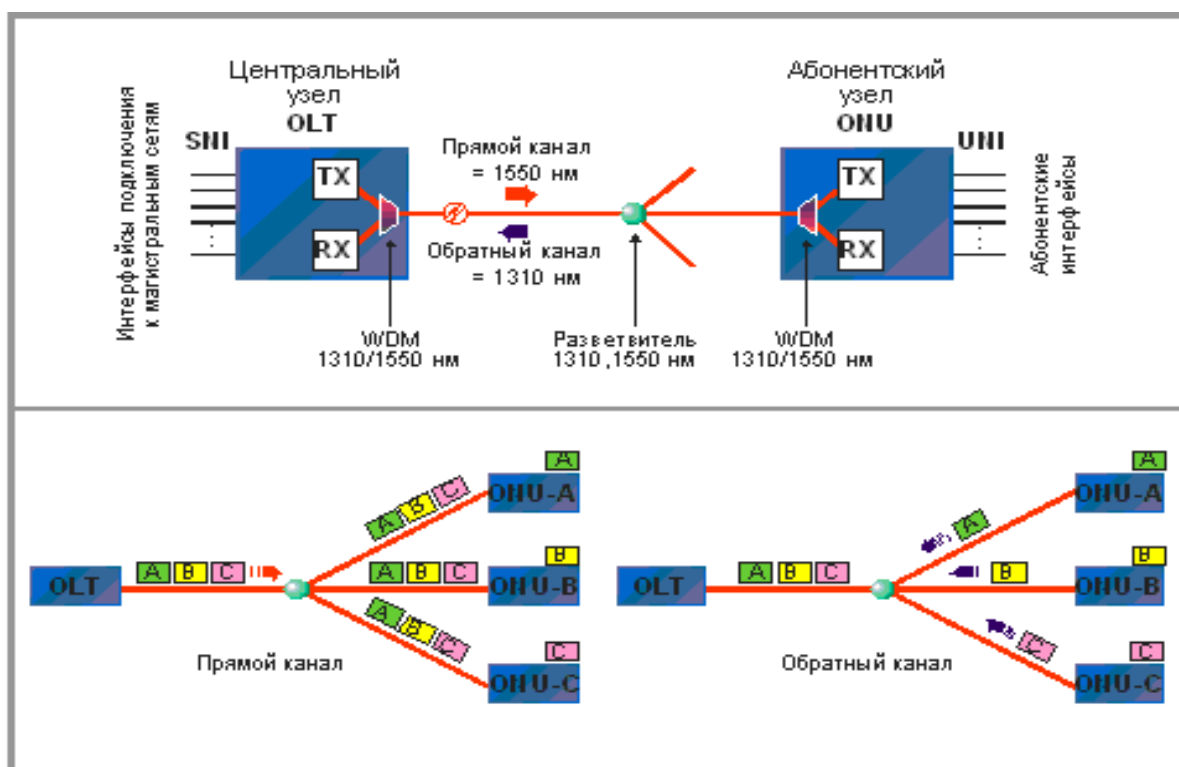 Центральный
узел
OLT
Абонентский
узел
ONU
Интерфейсы подключения
к магистральным сетям
SNI
TX
RX
Прямой канал
= 1550 нм
Обратный канал
= 1310 нм
TX
RX
UNI
Абонентские
интерфейсы
WDM
1310/1550 нм
Разветвитель
1310,1550 нм
WDM
1310/1550 нм
A
ONU-A
A B C
OLT
A B C
A B C
B
ONU-B
A B C
C
ONU-C
Прямой канал
A
ONU-A
A
OLT
A B C
B
B
ONU-B
C
C
ONU-C
Обратный канал